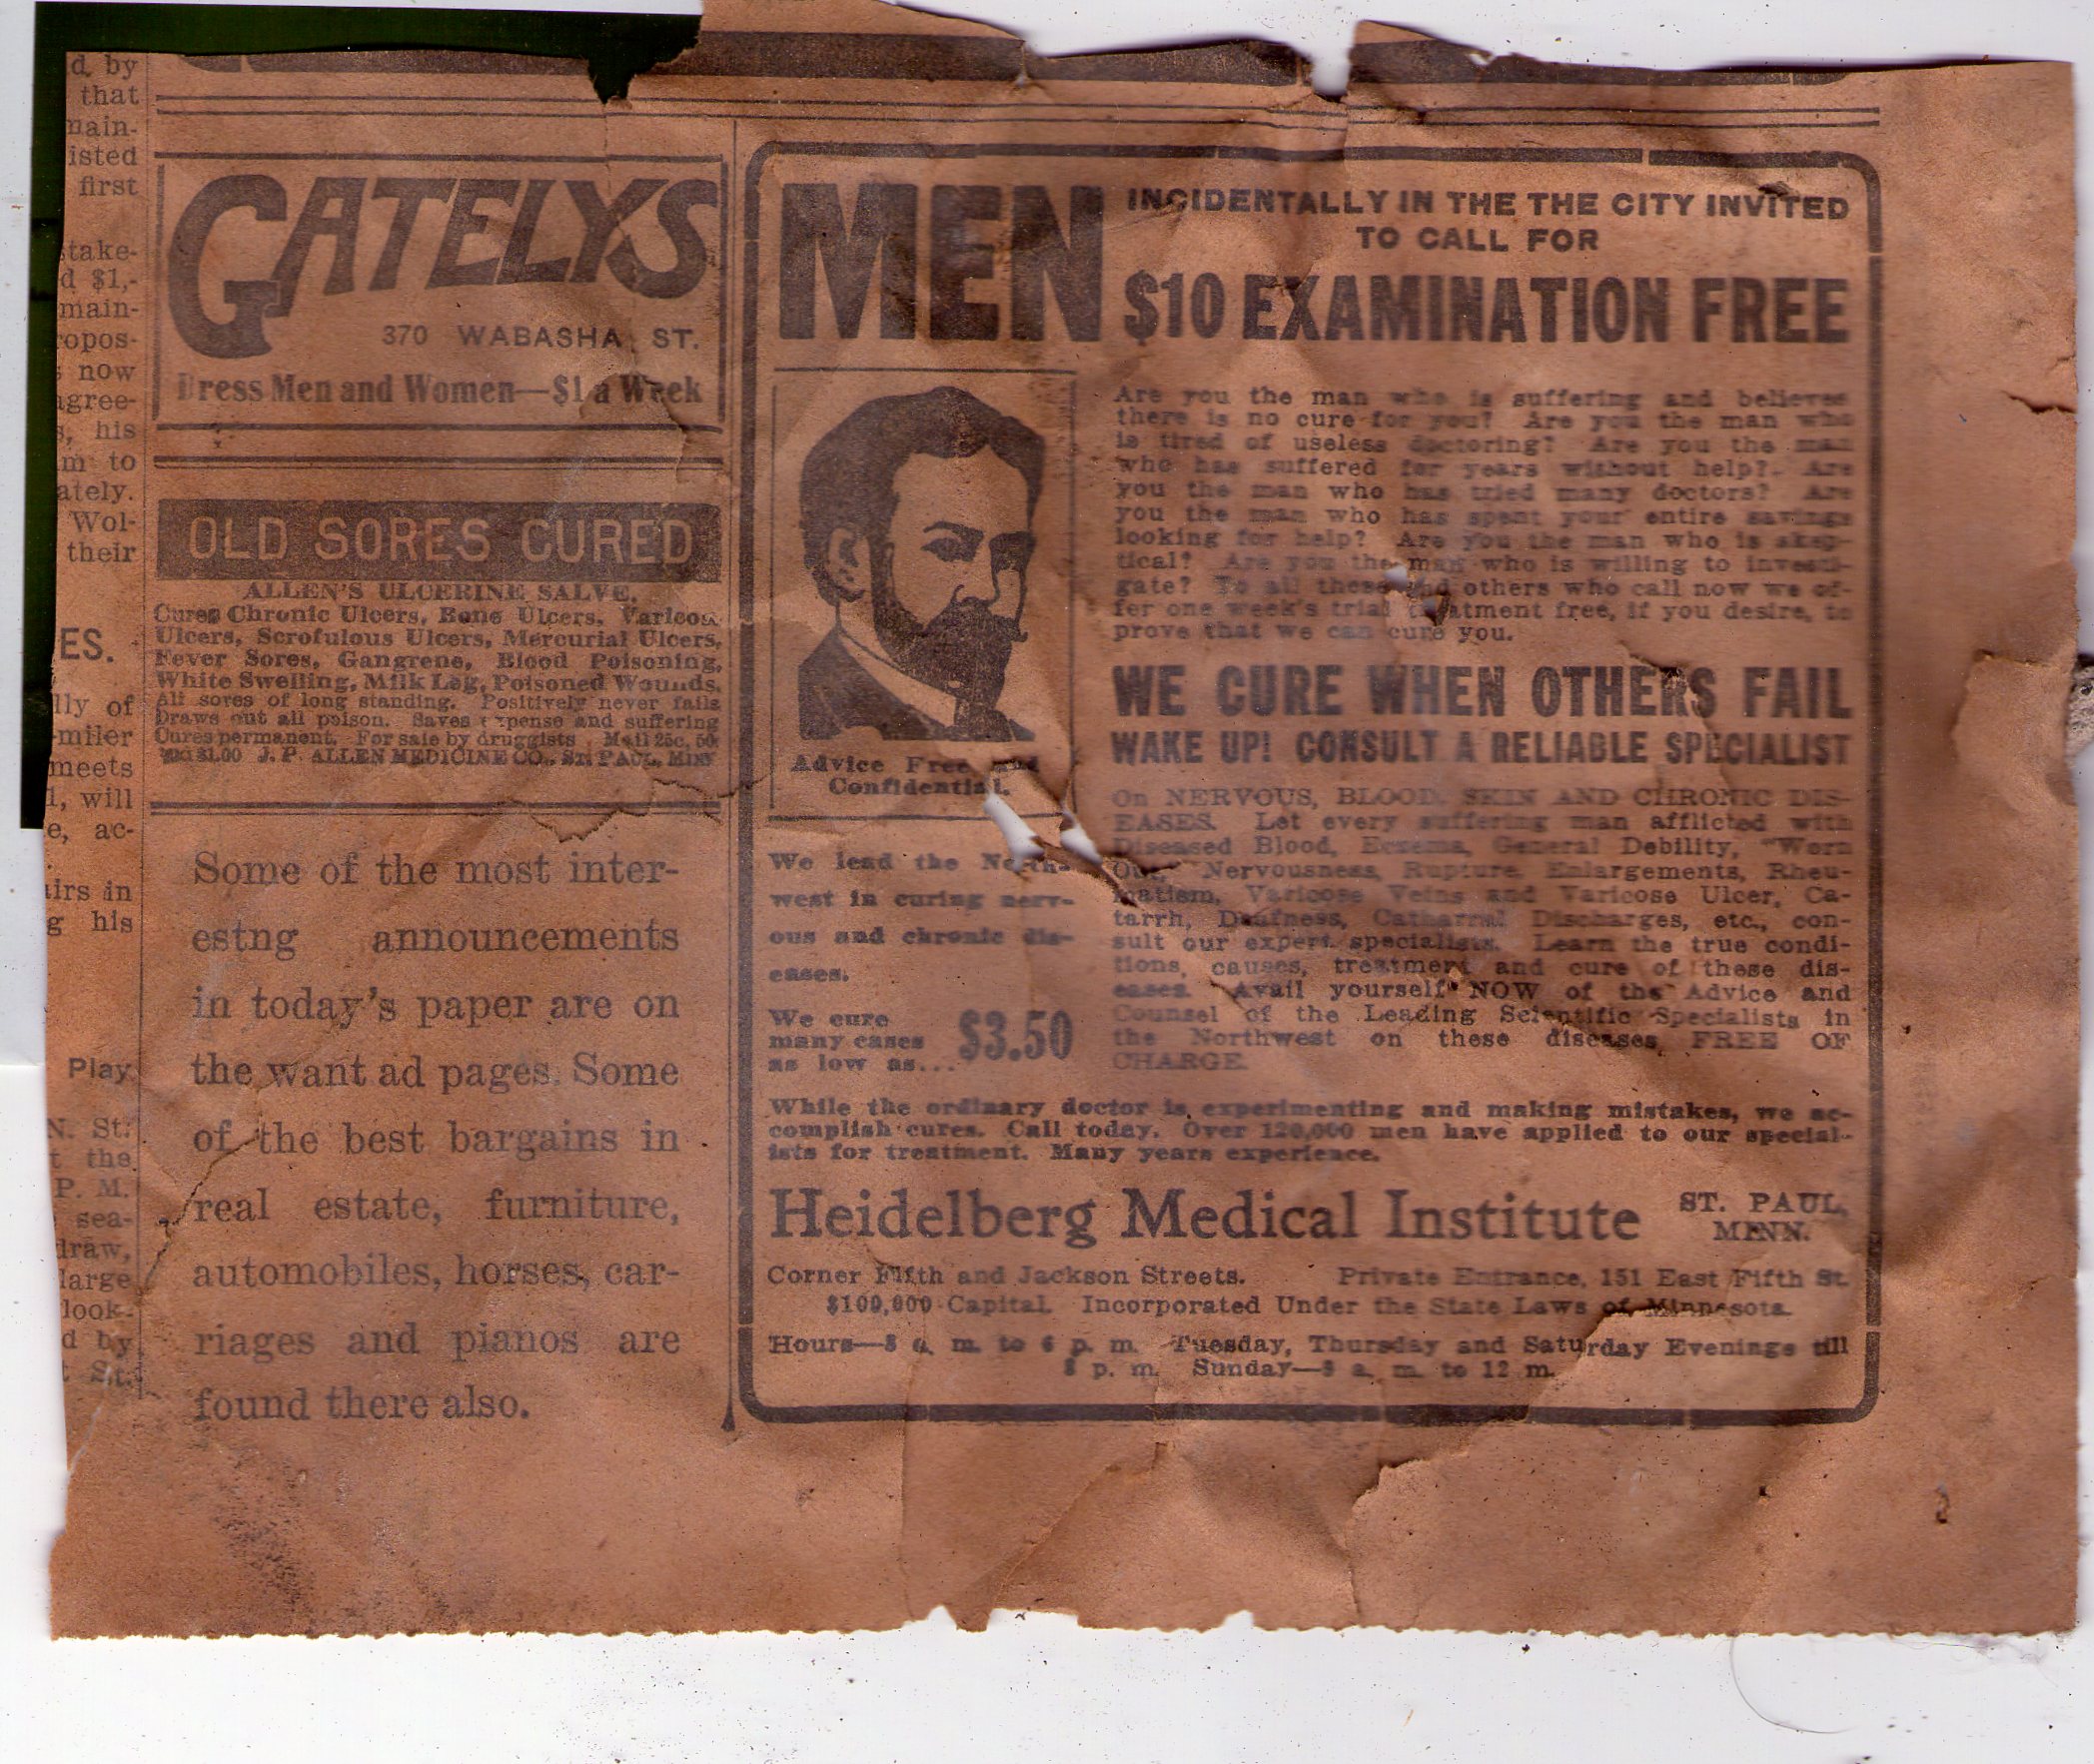 d by
that
main-
isted
first
stake-
d $1,-
main-
ropos-
s now
agree-
s, his
m to
ately.
Wol-
their
ES.
lly of
-miler
meets
l, will
e, ac-
airs in
g his
Play
N. St.
t the
P. M.
sea-
draw,
large
look-
d by
t St.
GATELYS
370 WABASHA ST.
Dress Men and Women—$1 a Week
OLD SORES CURED
ALLEN'S ULCERINE SALVE.
Cures Chronic Ulcers, Bone Ulcers, Varicose
Ulcers, Scrofulous Ulcers, Mercurial Ulcers,
Fever Sores, Gangrene, Blood Poisoning,
White Swelling, Milk Leg, Poisoned Wounds,
All sores of long standing. Positively never fails
Draws out all poison. Saves expense and suffering
Cures permanent. For sale by druggists Mail 25c, 50c
and $1.00 J. P. ALLEN MEDICINE CO., ST. PAUL, MINN
Some of the most inter-
estng announcements
in today's paper are on
the want ad pages. Some
of the best bargains in
real estate, furniture,
automobiles, horses, car-
riages and pianos are
found there also.
MEN
INCIDENTALLY IN THE THE CITY INVITED
TO CALL FOR
$10 EXAMINATION FREE
Advice Free and
Confidential.
We lead the North-
west in curing nerv-
ous and chronic dis-
eases.
We cure
many cases
as low as...
$3.50
Are you the man who is suffering and believes
there is no cure for you? Are you the man who
is tired of useless doctoring? Are you the man
who has suffered for years without help? Are
you the man who has tried many doctors? Are
you the man who has spent your entire savings
looking for help? Are you the man who is skep-
tical? Are you the man who is willing to investi-
gate? To all these and others who call now we of-
fer one week's trial treatment free, if you desire, to
prove that we can cure you.
WE CURE WHEN OTHERS FAIL
WAKE UP! CONSULT A RELIABLE SPECIALIST
On NERVOUS, BLOOD, SKIN AND CHRONIC DIS-
EASES. Let every suffering man afflicted with
Diseased Blood, Eczema, General Debility, "Worn
Out," Nervousness, Rupture, Enlargements, Rheu-
matism, Varicose Veins and Varicose Ulcer, Ca-
tarrh, Deafness, Catharral Discharges, etc., con-
sult our expert specialists. Learn the true condi-
tions, causes, treatment and cure of these dis-
eases. Avail yourself NOW of the Advice and
Counsel of the Leading Scientific Specialists in
the Northwest on these diseases, FREE OF
CHARGE.
While the ordinary doctor is experimenting and making mistakes, we ac-
complish cures. Call today. Over 120,000 men have applied to our special-
ists for treatment. Many years experience.
Heidelberg Medical Institute
ST. PAUL,
MINN.
Corner Fifth and Jackson Streets. Private Entrance, 151 East Fifth St.
$100,000 Capital. Incorporated Under the State Laws of Minnesota.
Hours—8 a. m. to 6 p. m. Tuesday, Thursday and Saturday Evenings till
8 p. m. Sunday—9 a. m. to 12 m.